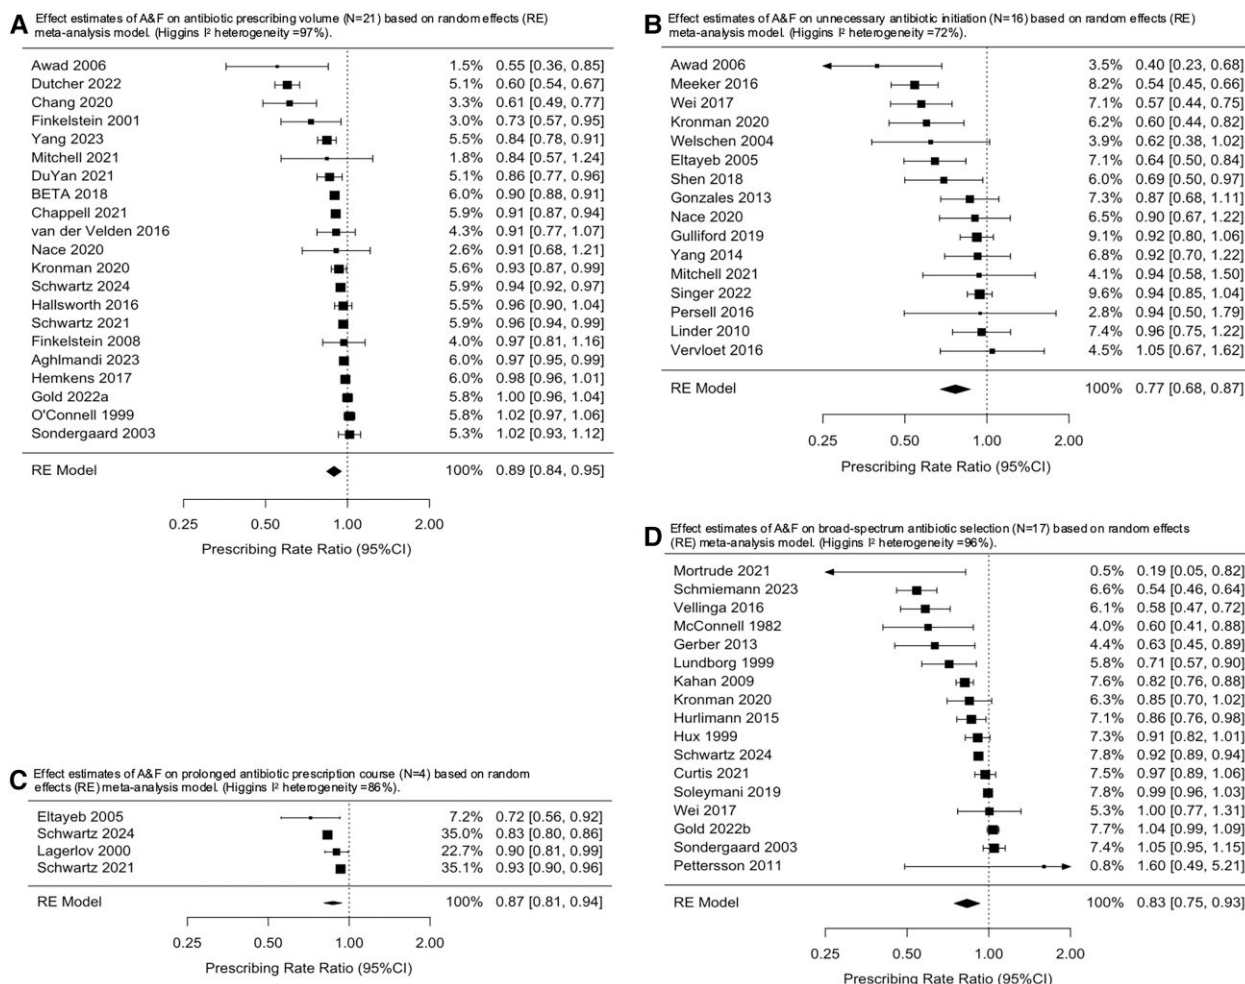 A Effect estimates of A&F on antibiotic prescribing volume (N=21) based on random effects (RE)
meta-analysis model. (Higgins I² heterogeneity =97%).
Awad 2006 1.5% 0.55 [0.36, 0.85]
Dutcher 2022 5.1% 0.60 [0.54, 0.67]
Chang 2020 3.3% 0.61 [0.49, 0.77]
Finkelstein 2001 3.0% 0.73 [0.57, 0.95]
Yang 2023 5.5% 0.84 [0.78, 0.91]
Mitchell 2021 1.8% 0.84 [0.57, 1.24]
DuYan 2021 5.1% 0.86 [0.77, 0.96]
BETA 2018 6.0% 0.90 [0.88, 0.91]
Chappell 2021 5.9% 0.91 [0.87, 0.94]
van der Velden 2016 4.3% 0.91 [0.77, 1.07]
Nace 2020 2.6% 0.91 [0.68, 1.21]
Kronman 2020 5.6% 0.93 [0.87, 0.99]
Schwartz 2024 5.9% 0.94 [0.92, 0.97]
Hallsworth 2016 5.5% 0.96 [0.90, 1.04]
Schwartz 2021 5.9% 0.96 [0.94, 0.99]
Finkelstein 2008 4.0% 0.97 [0.81, 1.16]
Aghlmandi 2023 6.0% 0.97 [0.95, 0.99]
Hemkens 2017 6.0% 0.98 [0.96, 1.01]
Gold 2022a 5.8% 1.00 [0.96, 1.04]
O'Connell 1999 5.8% 1.02 [0.97, 1.06]
Sondergaard 2003 5.3% 1.02 [0.93, 1.12]
RE Model 100% 0.89 [0.84, 0.95]
0.25 0.50 1.00 2.00
Prescribing Rate Ratio (95%CI)
B Effect estimates of A&F on unnecessary antibiotic initiation (N=16) based on random effects (RE)
meta-analysis model. (Higgins I² heterogeneity =72%).
Awad 2006 3.5% 0.40 [0.23, 0.68]
Meeker 2016 8.2% 0.54 [0.45, 0.66]
Wei 2017 7.1% 0.57 [0.44, 0.75]
Kronman 2020 6.2% 0.60 [0.44, 0.82]
Welschen 2004 3.9% 0.62 [0.38, 1.02]
Eltayeb 2005 7.1% 0.64 [0.50, 0.84]
Shen 2018 6.0% 0.69 [0.50, 0.97]
Gonzales 2013 7.3% 0.87 [0.68, 1.11]
Nace 2020 6.5% 0.90 [0.67, 1.22]
Gulliford 2019 9.1% 0.92 [0.80, 1.06]
Yang 2014 6.8% 0.92 [0.70, 1.22]
Mitchell 2021 4.1% 0.94 [0.58, 1.50]
Singer 2022 9.6% 0.94 [0.85, 1.04]
Persell 2016 2.8% 0.94 [0.50, 1.79]
Linder 2010 7.4% 0.96 [0.75, 1.22]
Vervloet 2016 4.5% 1.05 [0.67, 1.62]
RE Model 100% 0.77 [0.68, 0.87]
0.25 0.50 1.00 2.00
Prescribing Rate Ratio (95%CI)
C Effect estimates of A&F on prolonged antibiotic prescription course (N=4) based on random
effects (RE) meta-analysis model. (Higgins I² heterogeneity =86%).
Eltayeb 2005 7.2% 0.72 [0.56, 0.92]
Schwartz 2024 35.0% 0.83 [0.80, 0.86]
Lagerlov 2000 22.7% 0.90 [0.81, 0.99]
Schwartz 2021 35.1% 0.93 [0.90, 0.96]
RE Model 100% 0.87 [0.81, 0.94]
0.25 0.50 1.00 2.00
Prescribing Rate Ratio (95%CI)
D Effect estimates of A&F on broad-spectrum antibiotic selection (N=17) based on random effects
(RE) meta-analysis model. (Higgins I² heterogeneity =96%).
Mortrude 2021 0.5% 0.19 [0.05, 0.82]
Schmiemann 2023 6.6% 0.54 [0.46, 0.64]
Vellinga 2016 6.1% 0.58 [0.47, 0.72]
McConnell 1982 4.0% 0.60 [0.41, 0.88]
Gerber 2013 4.4% 0.63 [0.45, 0.89]
Lundborg 1999 5.8% 0.71 [0.57, 0.90]
Kahan 2009 7.6% 0.82 [0.76, 0.88]
Kronman 2020 6.3% 0.85 [0.70, 1.02]
Hurlimann 2015 7.1% 0.86 [0.76, 0.98]
Hux 1999 7.3% 0.91 [0.82, 1.01]
Schwartz 2024 7.8% 0.92 [0.89, 0.94]
Curtis 2021 7.5% 0.97 [0.89, 1.06]
Soleymani 2019 7.8% 0.99 [0.96, 1.03]
Wei 2017 5.3% 1.00 [0.77, 1.31]
Gold 2022b 7.7% 1.04 [0.99, 1.09]
Sondergaard 2003 7.4% 1.05 [0.95, 1.15]
Pettersson 2011 0.8% 1.60 [0.49, 5.21]
RE Model 100% 0.83 [0.75, 0.93]
0.25 0.50 1.00 2.00
Prescribing Rate Ratio (95%CI)